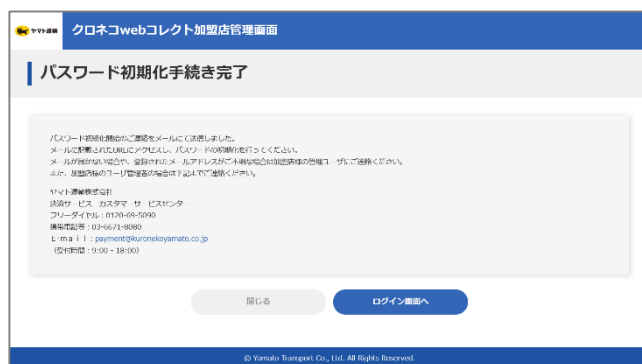 ヤマト運輸
クロネコwebコレクト加盟店管理画面
パスワード初期化手続き完了
パスワード初期化開始のご連絡をメールにて送信しました。
メールに記載されたURLにアクセスし、パスワードの初期化を行ってください。
メールが届かない場合や、登録されたメールアドレスがご不明な場合は加盟店様の管理ユーザにご連絡ください。
また、加盟店様のユーザ管理者の場合は下記までご連絡ください。
ヤマト運輸株式会社
決済サービス カスタマーサービスセンター
フリーダイヤル：0120-69-5090
携帯電話等：03-6671-8080
E-mail：payment@kuronekoyamato.co.jp
（受付時間：9:00 - 18:00）
閉じる
ログイン画面へ
© Yamato Transport Co., Ltd. All Rights Reserved.